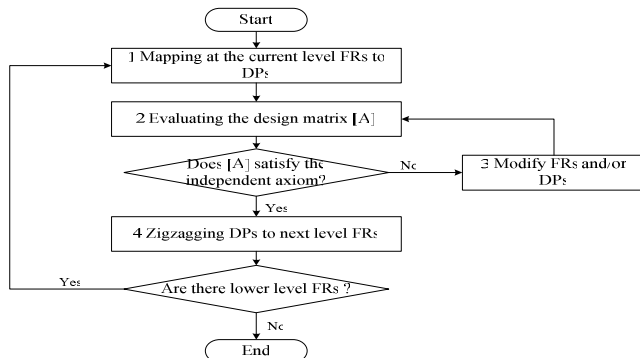 Start
1 Mapping at the current level FRs to
DPs
2 Evaluating the design matrix [A]
Does [A] satisfy the
independent axiom?
No
3 Modify FRs and/or
DPs
Yes
4 Zigzagging DPs to next level FRs
Yes
Are there lower level FRs ?
No
End